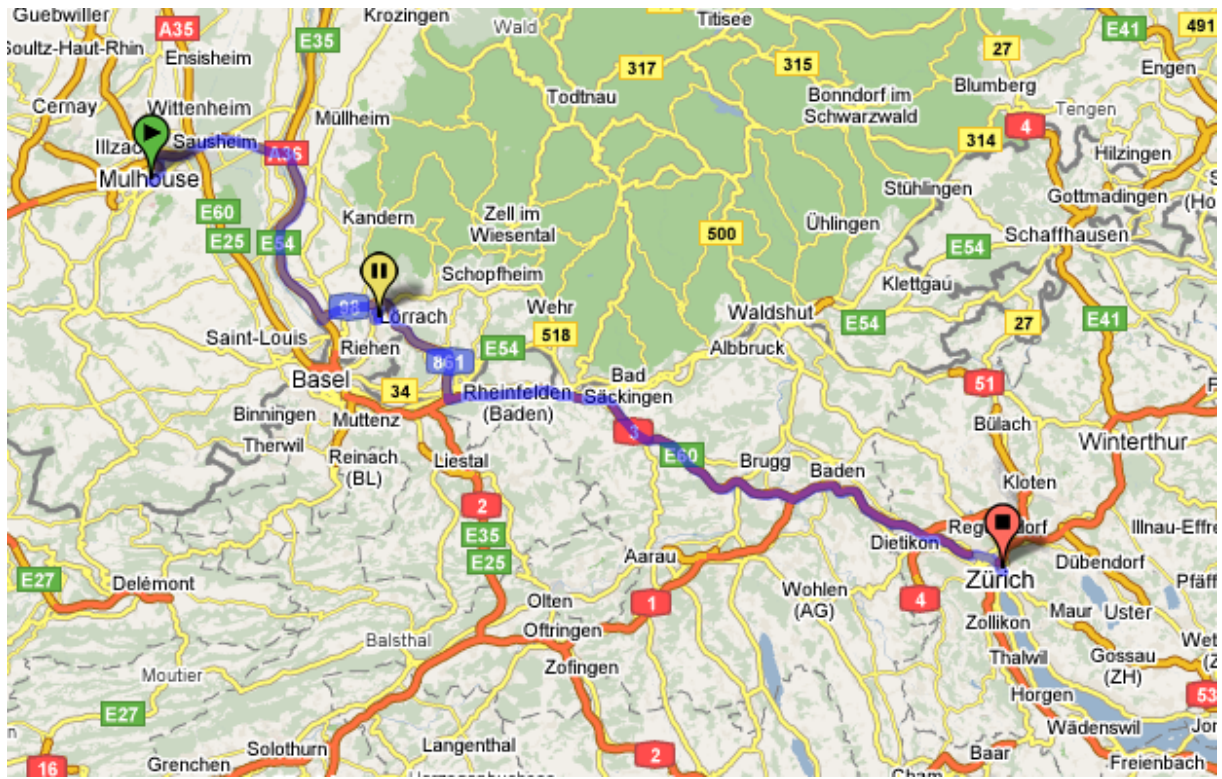 Guebwiller
Krozingen
Titisee
Wald
E41
491
A35
E35
27
Soultz-Haut-Rhin
Ensisheim
317
315
Engen
Blumberg
Todtnau
Bonndorf im
Schwarzwald
Tengen
Cernay
Wittenheim
Müllheim
4
314
Illzac
Sausheim
A36
Hilzingen
Mulhouse
Stühlingen
Gottmadingen
E60
Kandern
Zell im
Wiesental
500
Ühlingen
Schaffhausen
E25
E54
E54
Schopfheim
Klettgau
98
Lörrach
Wehr
Waldshut
E54
27
E41
Saint-Louis
518
Riehen
E54
Albbruck
861
Basel
34
Rheinfelden
(Baden)
Bad
Säckingen
51
Binningen
Muttenz
Bülach
Therwil
3
Winterthur
Reinach
(BL)
Liestal
E60
Brugg
Baden
Kloten
2
E35
Illnau-Effre
E25
Aarau
Dietikon
Dübendorf
E27
Delémont
Zürich
Pfäff
Wohlen
(AG)
4
Olten
1
Maur
Uster
Balsthal
Oftringen
Zollikon
Moutier
Zofingen
Thalwil
Gossau
(ZH)
E27
Horgen
53
Solothurn
Langenthal
Wädenswil
16
Grenchen
2
Baar
Freienbach
Cham
Herzogenbuchsee